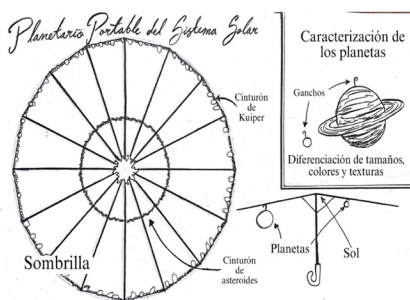 Planetario Portable del Sistema Solar
Cinturón
de
Kuiper
Sombrilla
Cinturón
de
asteroides
Caracterización de
los planetas
Ganchos
Diferenciación de tamaños,
colores y texturas
Planetas
Sol